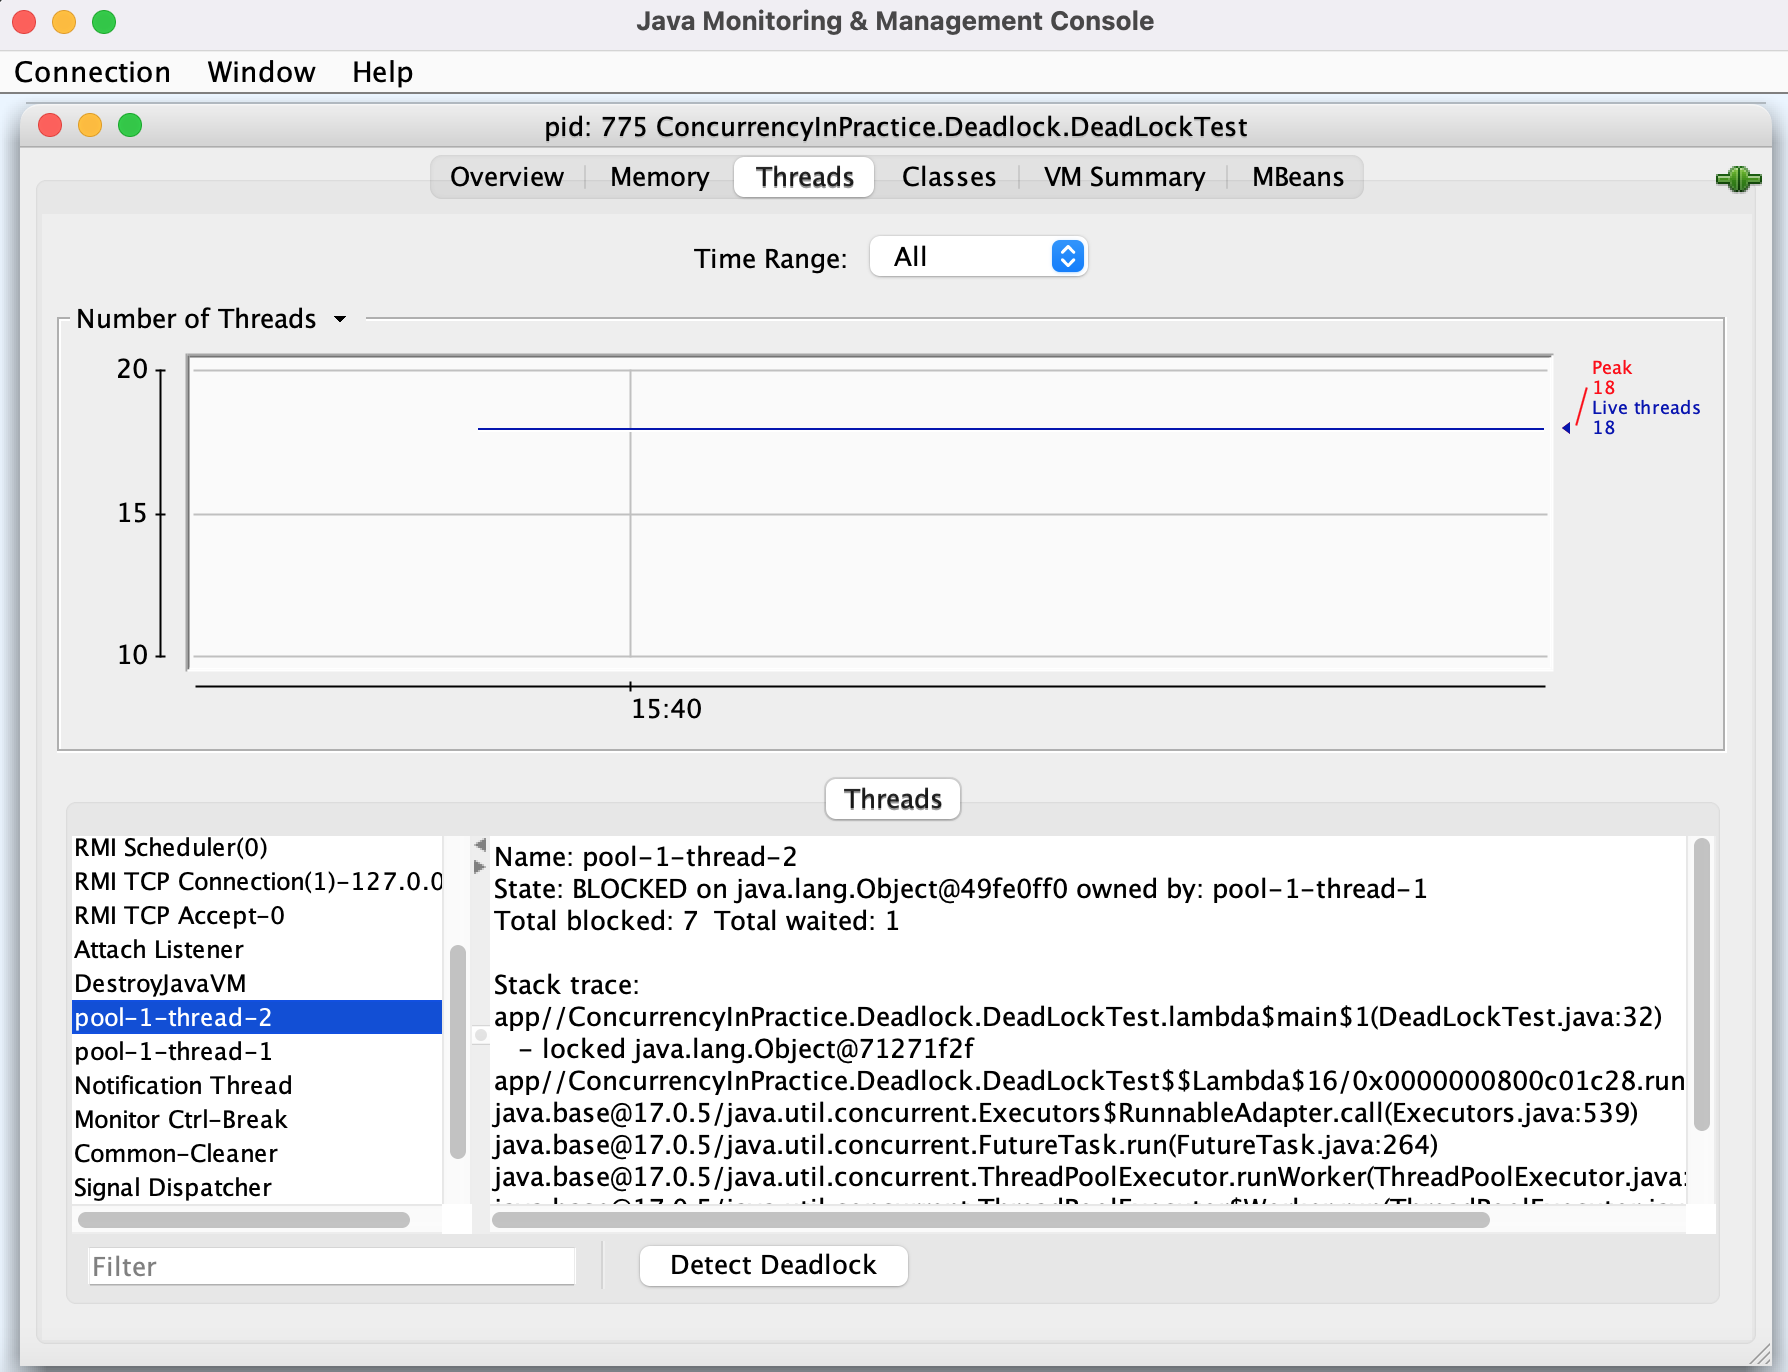 Java Monitoring & Management Console
Connection Window Help
pid: 775 ConcurrencyInPractice.Deadlock.DeadLockTest
Overview Memory Threads Classes VM Summary MBeans
Time Range: All
Number of Threads
20
15
10
15:40
Peak
18
Live threads
18
Threads
RMI Scheduler(0)
RMI TCP Connection(1)-127.0.0
RMI TCP Accept-0
Attach Listener
DestroyJavaVM
pool-1-thread-2
pool-1-thread-1
Notification Thread
Monitor Ctrl-Break
Common-Cleaner
Signal Dispatcher
Name: pool-1-thread-2
State: BLOCKED on java.lang.Object@49fe0ff0 owned by: pool-1-thread-1
Total blocked: 7 Total waited: 1
Stack trace:
app//ConcurrencyInPractice.Deadlock.DeadLockTest.lambda$main$1(DeadLockTest.java:32)
- locked java.lang.Object@71271f2f
app//ConcurrencyInPractice.Deadlock.DeadLockTest$$Lambda$16/0x0000000800c01c28.run
java.base@17.0.5/java.util.concurrent.Executors$RunnableAdapter.call(Executors.java:539)
java.base@17.0.5/java.util.concurrent.FutureTask.run(FutureTask.java:264)
java.base@17.0.5/java.util.concurrent.ThreadPoolExecutor.runWorker(ThreadPoolExecutor.java:
Filter
Detect Deadlock